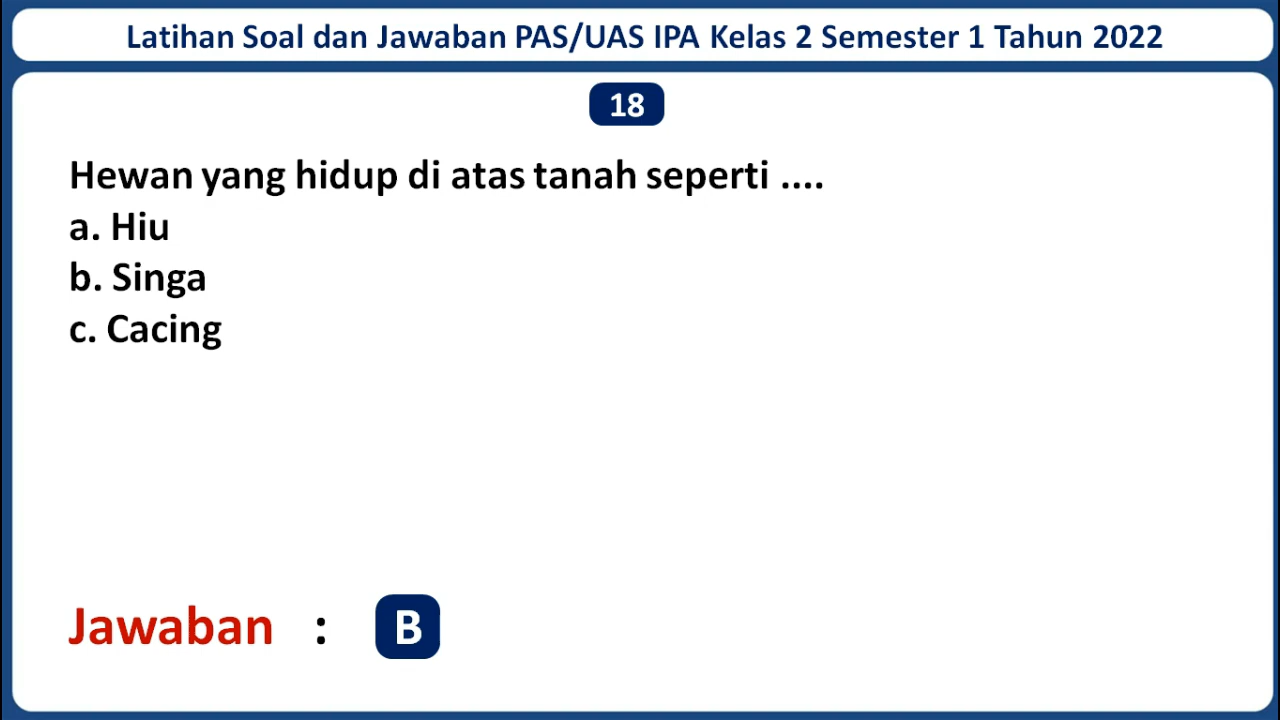 Latihan Soal dan Jawaban PAS/UAS IPA Kelas 2 Semester 1 Tahun 2022
18
Hewan yang hidup di atas tanah seperti ....
a. Hiu
b. Singa
c. Cacing
Jawaban : B